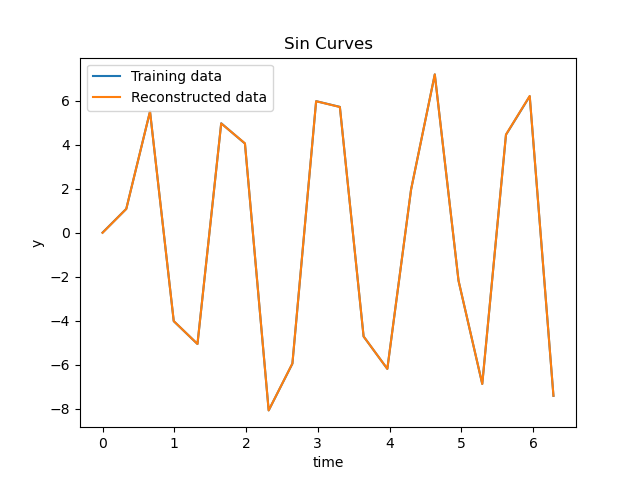 Sin Curves
Training data
Reconstructed data
6
4
2
0
−2
−4
−6
−8
y
0 1 2 3 4 5 6
time